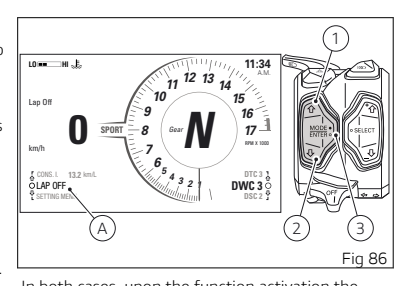 LO HI
11:34
A.M.
Lap Off
0
km/h
SPORT
Gear
N
1
2
3
4
5
6
7
8
9
10
11
12
13
14
15
16
17
RPM X 1000
CONS. I. 13.2 km/L
LAP OFF
SETTING MENU
DTC 3
DWC 3
DSC 2
MODE
ENTER
SELECT
OFF
1
2
3
A
Fig 86
In both cases, upon the function activation the